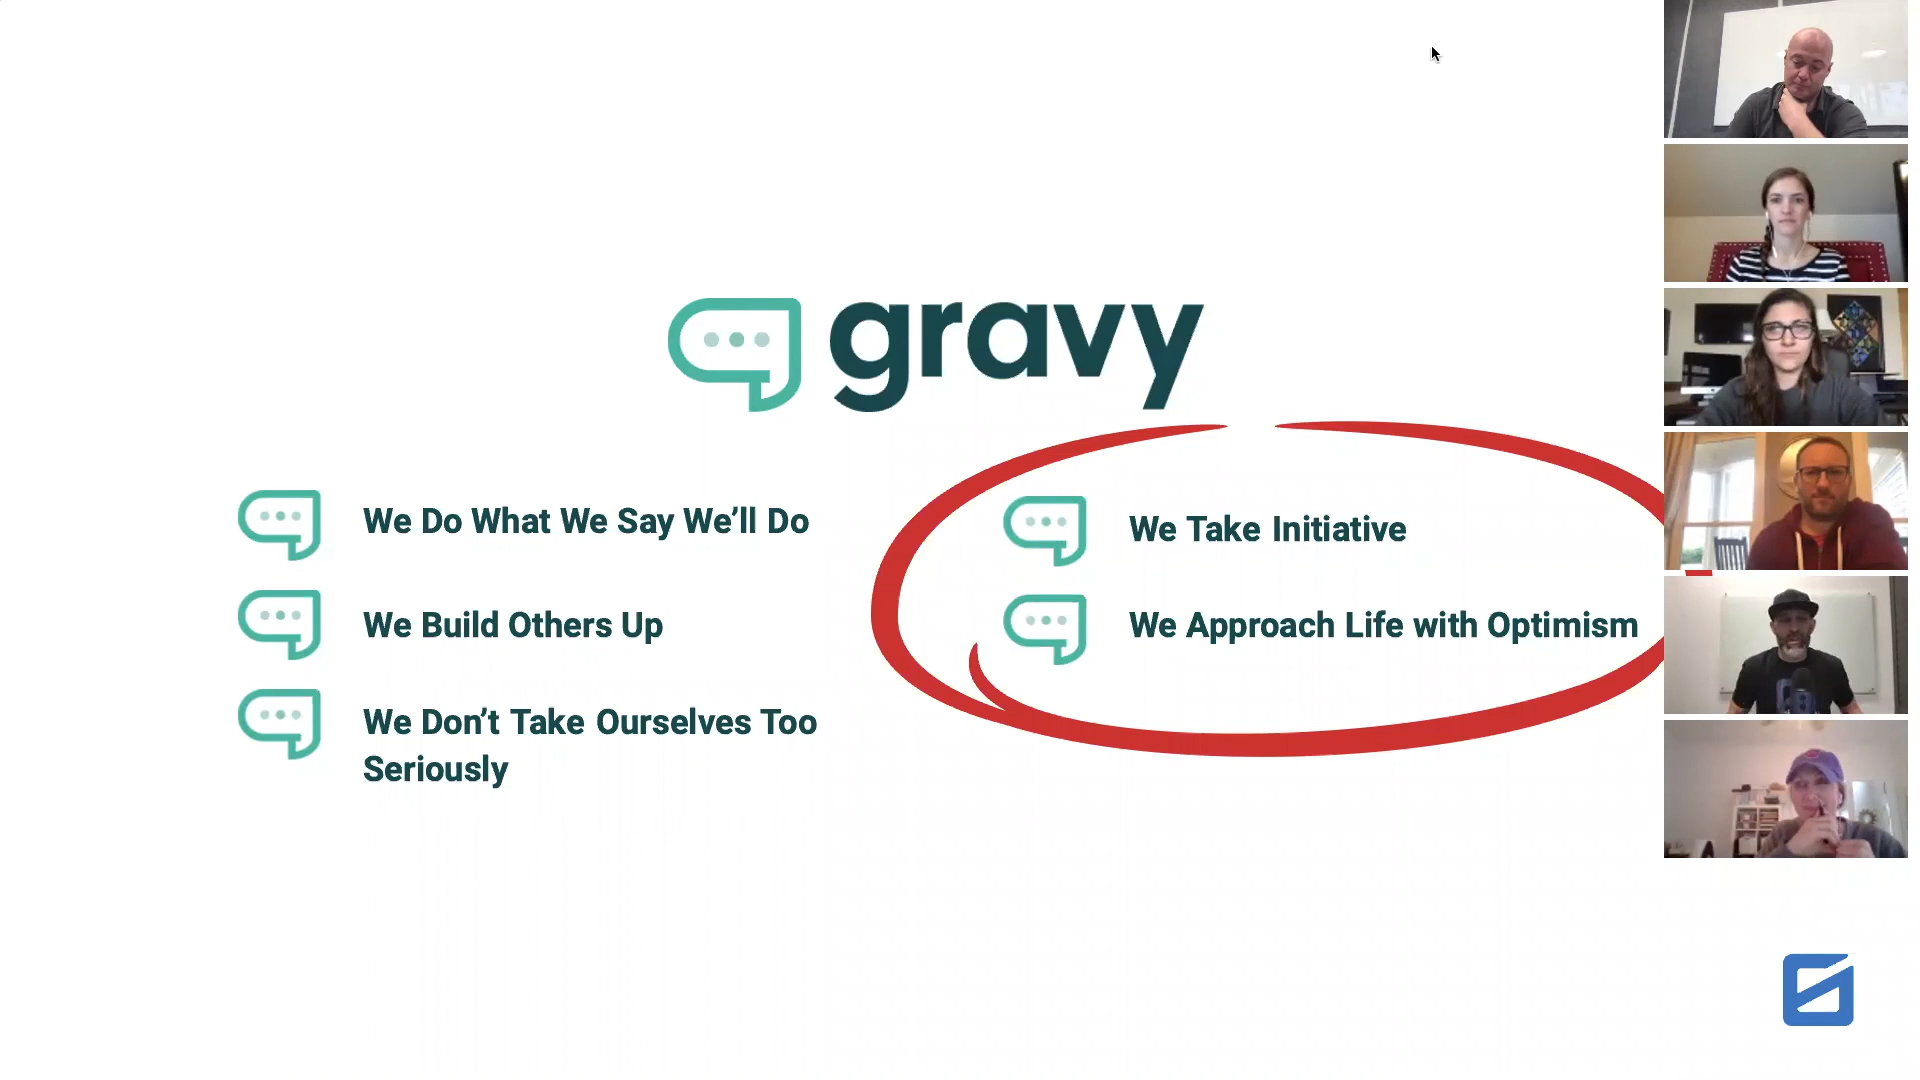 gravy
We Do What We Say We’ll Do
We Build Others Up
We Don’t Take Ourselves Too
Seriously
We Take Initiative
We Approach Life with Optimism